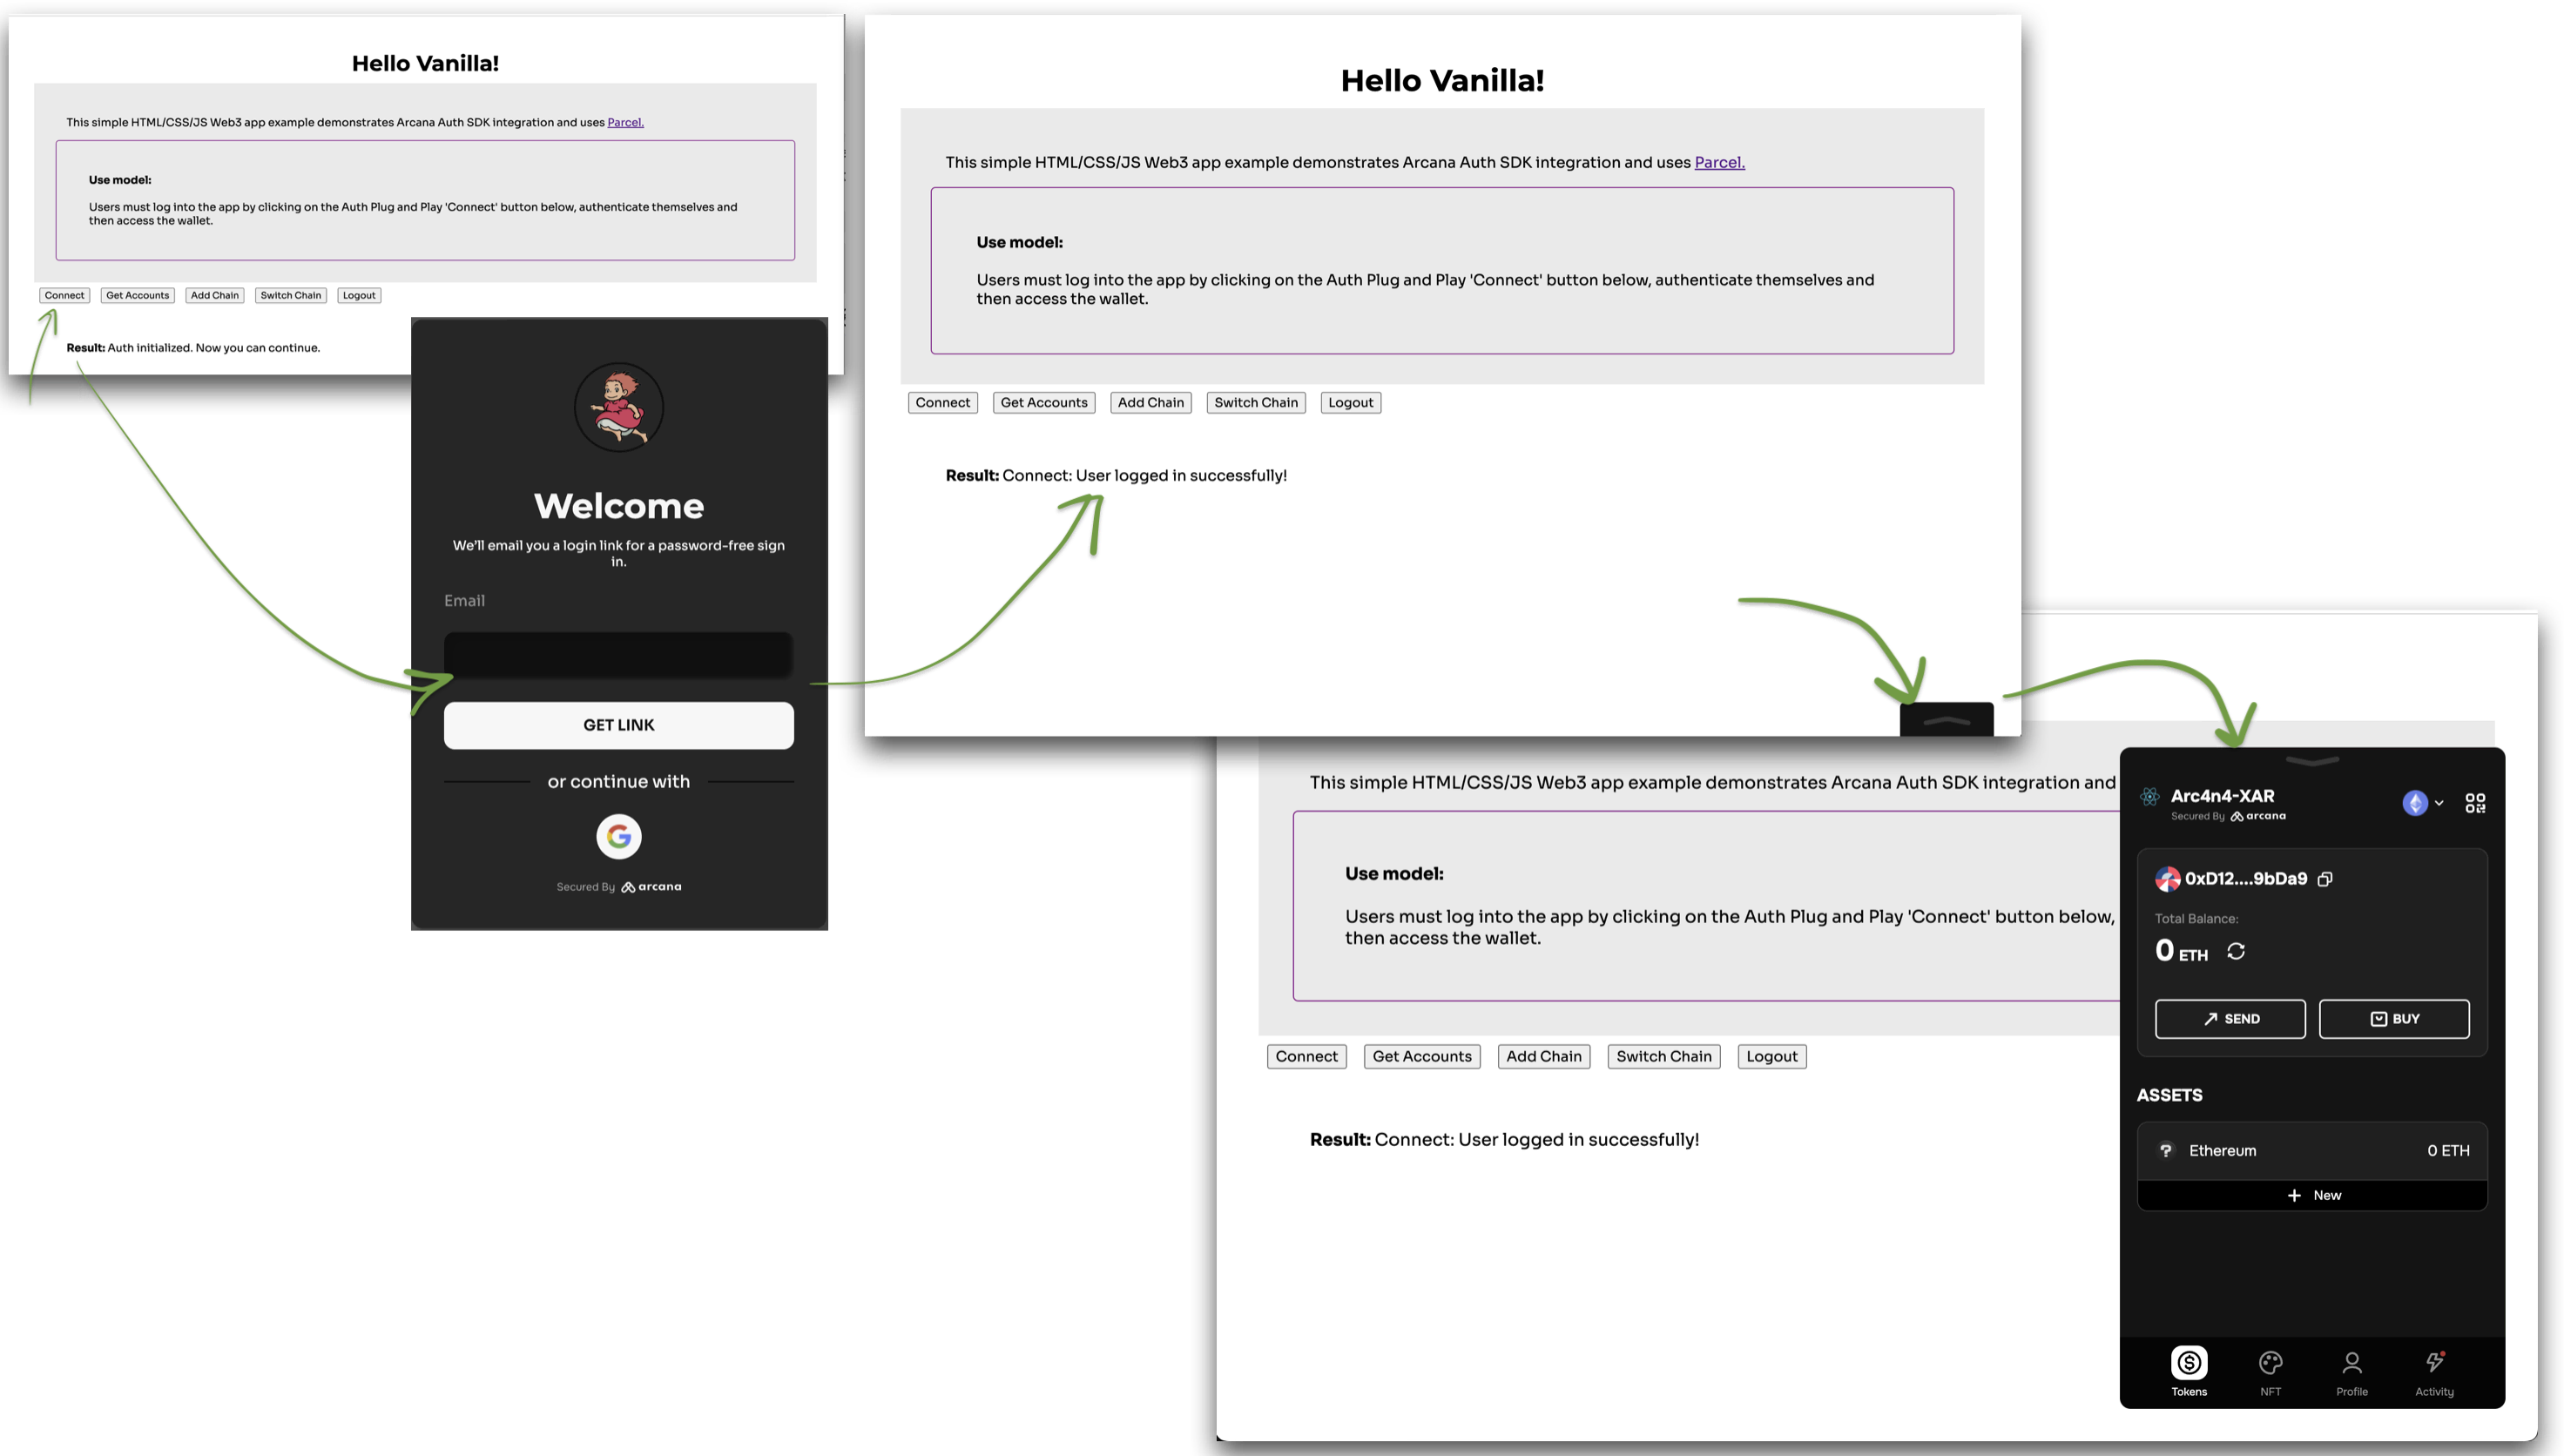 Hello Vanilla!
This simple HTML/CSS/JS Web3 app example demonstrates Arcana Auth SDK integration and uses Parcel.
Use model:
Users must log into the app by clicking on the Auth Plug and Play 'Connect' button below, authenticate themselves and
then access the wallet.
Connect Get Accounts Add Chain Switch Chain Logout
Result: Auth initialized. Now you can continue.
Welcome
We'll email you a login link for a password-free sign
in.
Email
GET LINK
or continue with
Secured By arcana
Hello Vanilla!
This simple HTML/CSS/JS Web3 app example demonstrates Arcana Auth SDK integration and uses Parcel.
Use model:
Users must log into the app by clicking on the Auth Plug and Play 'Connect' button below, authenticate themselves and
then access the wallet.
Connect Get Accounts Add Chain Switch Chain Logout
Result: Connect: User logged in successfully!
This simple HTML/CSS/JS Web3 app example demonstrates Arcana Auth SDK integration and
Use model:
Users must log into the app by clicking on the Auth Plug and Play 'Connect' button below,
then access the wallet.
Connect Get Accounts Add Chain Switch Chain Logout
Result: Connect: User logged in successfully!
Arc4n4-XAR
Secured By arcana
0xD12....9bDa9
Total Balance:
0 ETH
SEND BUY
ASSETS
? Ethereum 0 ETH
+ New
Tokens NFT Profile Activity